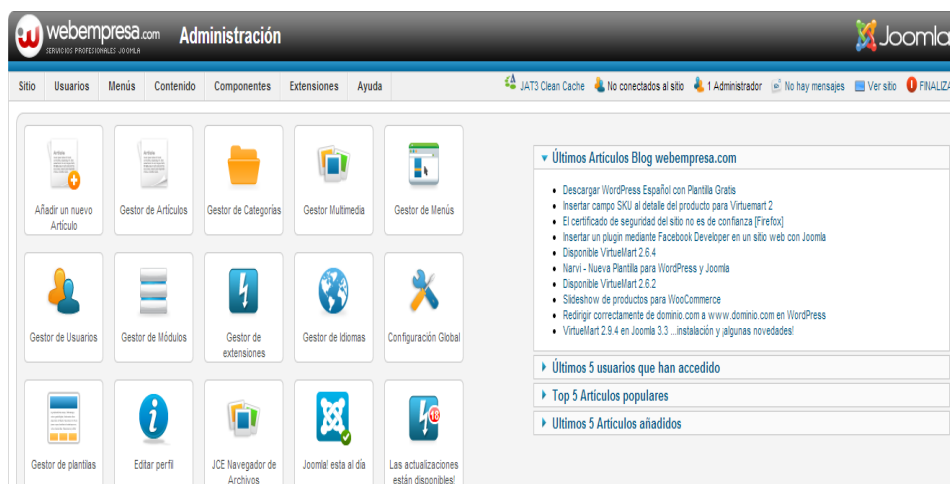 webempresa.com Administración
SERVICIOS PROFESIONALES JOOMLA
Joomla
Sitio Usuarios Menús Contenido Componentes Extensiones Ayuda
JAT3 Clean Cache No conectados al sitio 1 Administrador No hay mensajes Ver sitio FINALIZA
Añadir un nuevo
Artículo
Gestor de Artículos
Gestor de Categorías
Gestor Multimedia
Gestor de Menús
Gestor de Usuarios
Gestor de Módulos
Gestor de
extensiones
Gestor de Idiomas
Configuración Global
Gestor de plantilas
Editar perfil
JCE Navegador de
Archivos
Joomla! esta al día
18
Las actualizaciones
están disponibles!
Últimos Artículos Blog webempresa.com
Descargar WordPress Español con Plantilla Gratis
Insertar campo SKU al detalle del producto para Virtuemart 2
El certificado de seguridad del sitio no es de confianza [Firefox]
Insertar un plugin mediante Facebook Developer en un sitio web con Joomla
Disponible VirtueMart 2.6.4
Narvi - Nueva Plantilla para WordPress y Joomla
Disponible VirtueMart 2.6.2
Slideshow de productos para WooCommerce
Redirigir correctamente de dominio.com a www.dominio.com en WordPress
VirtueMart 2.9.4 en Joomla 3.3 ...instalación y ¡algunas novedades!
Últimos 5 usuarios que han accedido
Top 5 Artículos populares
Ultimos 5 Artículos añadidos